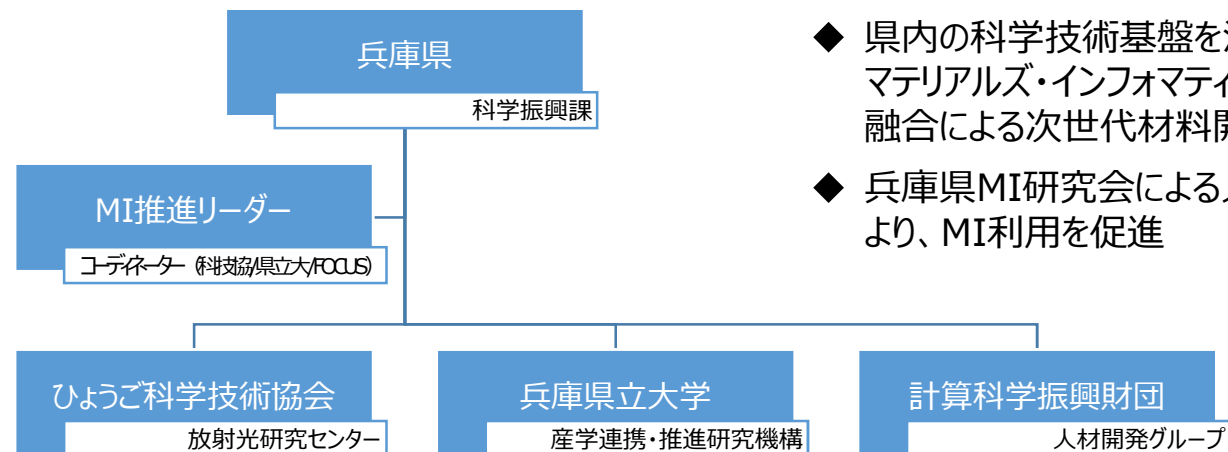 兵庫県
科学振興課
MI推進リーダー
コーディネーター (科技協/県立大/FOCUS)
ひょうご科学技術協会
放射光研究センター
兵庫県立大学
産学連携・推進研究機構
計算科学振興財団
人材開発グループ
◆ 県内の科学技術基盤を
マテリアルズ・インフォマティ
融合による次世代材料開
◆ 兵庫県MI研究会による
より、MI利用を促進